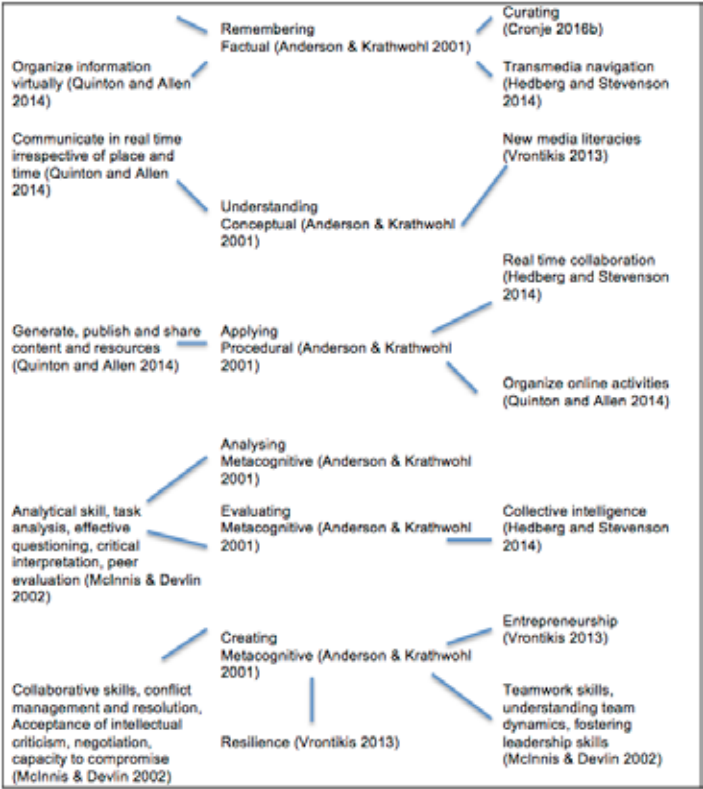 Remembering
Factual (Anderson & Krathwohl 2001)
Curating
(Cronje 2016b)
Organize information
virtually (Quinton and Allen
2014)
Transmedia navigation
(Hedberg and Stevenson
2014)
Communicate in real time
irrespective of place and
time (Quinton and Allen
2014)
New media literacies
(Vrontikis 2013)
Understanding
Conceptual (Anderson & Krathwohl
2001)
Real time collaboration
(Hedberg and Stevenson
2014)
Generate, publish and share
content and resources
(Quinton and Allen 2014)
Applying
Procedural (Anderson & Krathwohl
2001)
Organize online activities
(Quinton and Allen 2014)
Analysing
Metacognitive (Anderson & Krathwohl
2001)
Analytical skill, task
analysis, effective
questioning, critical
interpretation, peer
evaluation (McInnis & Devlin
2002)
Evaluating
Metacognitive (Anderson & Krathwohl
2001)
Collective intelligence
(Hedberg and Stevenson
2014)
Creating
Metacognitive (Anderson & Krathwohl
2001)
Entrepreneurship
(Vrontikis 2013)
Collaborative skills, conflict
management and resolution,
Acceptance of intellectual
criticism, negotiation,
capacity to compromise
(McInnis & Devlin 2002)
Resilience (Vrontikis 2013)
Teamwork skills,
understanding team
dynamics, fostering
leadership skills
(McInnis & Devlin 2002)